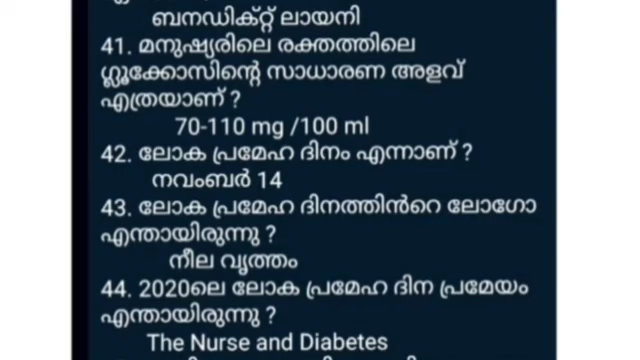 ബനഡിക്റ്റ് ലായനി
41. മനുഷ്യരിലെ രക്തത്തിലെ
ഗ്ലൂക്കോസിന്റെ സാധാരണ അളവ്
എത്രയാണ് ?
70-110 mg /100 ml
42. ലോക പ്രമേഹ ദിനം എന്നാണ് ?
നവംബർ 14
43. ലോക പ്രമേഹ ദിനത്തിൻറെ ലോഗോ
എന്തായിരുന്നു ?
നീല വൃത്തം
44. 2020ലെ ലോക പ്രമേഹ ദിന പ്രമേയം
എന്തായിരുന്നു ?
The Nurse and Diabetes